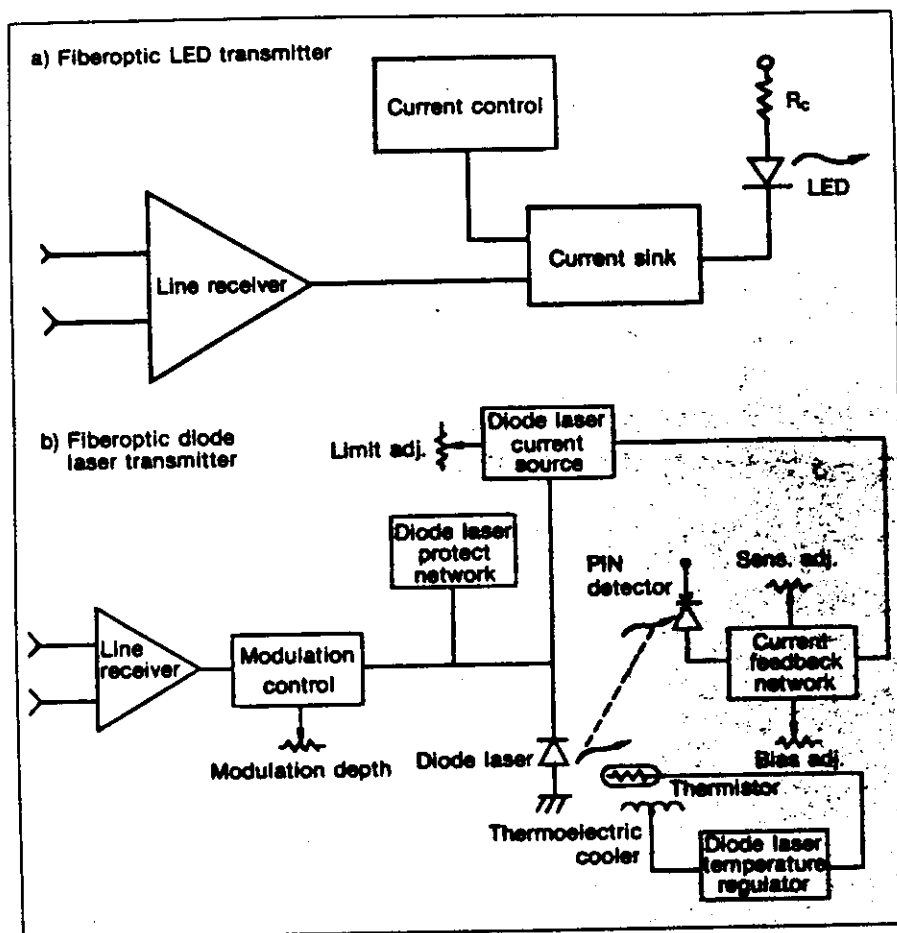 a) Fiberoptic LED transmitter
Current control
Rc
LED
Line receiver
Current sink
b) Fiberoptic diode
laser transmitter
Limit adj.
Diode laser
current
source
Diode laser
protect
network
PIN
detector
Sens. adj.
Line
receiver
Modulation
control
Current
feedback
network
Modulation depth
Diode laser
Bias adj.
Thermistor
Thermoelectric
cooler
Diode laser
temperature
regulator